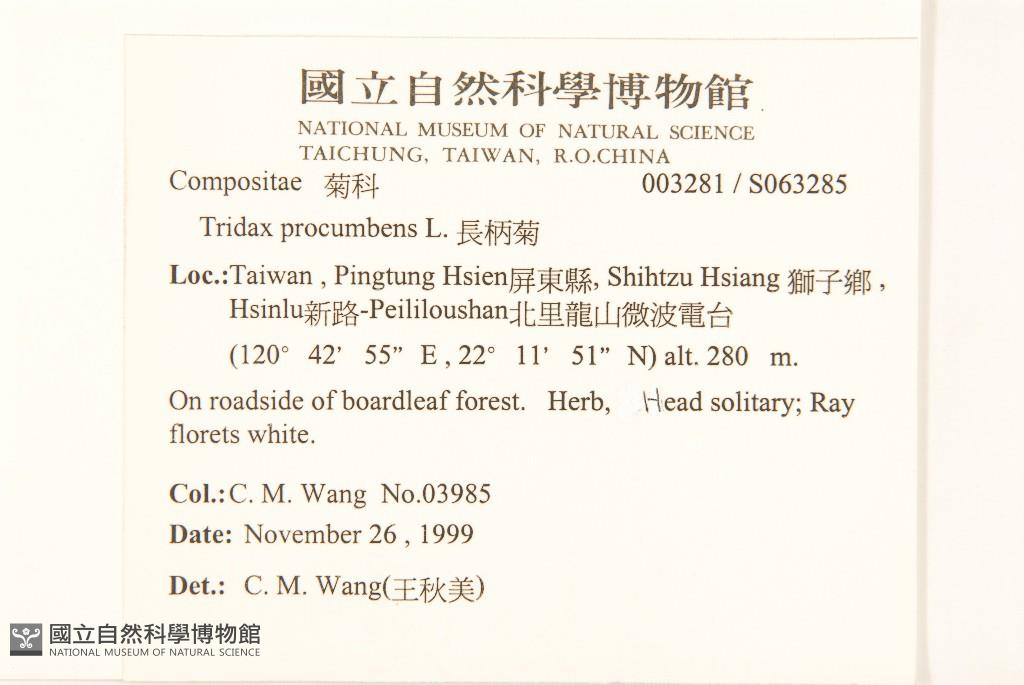 國立自然科學博物館
NATIONAL MUSEUM OF NATURAL SCIENCE
TAICHUNG, TAIWAN, R.O.CHINA
Compositae 菊科 003281 / S063285
Tridax procumbens L. 長柄菊
Loc.:Taiwan , Pingtung Hsien屏東縣, Shihtzu Hsiang 獅子鄉 ,
Hsinlu新路-Peililoushan北里龍山微波電台
(120° 42’ 55” E , 22° 11’ 51” N) alt. 280 m.
On roadside of boardleaf forest. Herb, Head solitary; Ray
florets white.
Col.: C. M. Wang No.03985
Date: November 26 , 1999
Det.: C. M. Wang(王秋美)
國立自然科學博物館
NATIONAL MUSEUM OF NATURAL SCIENCE